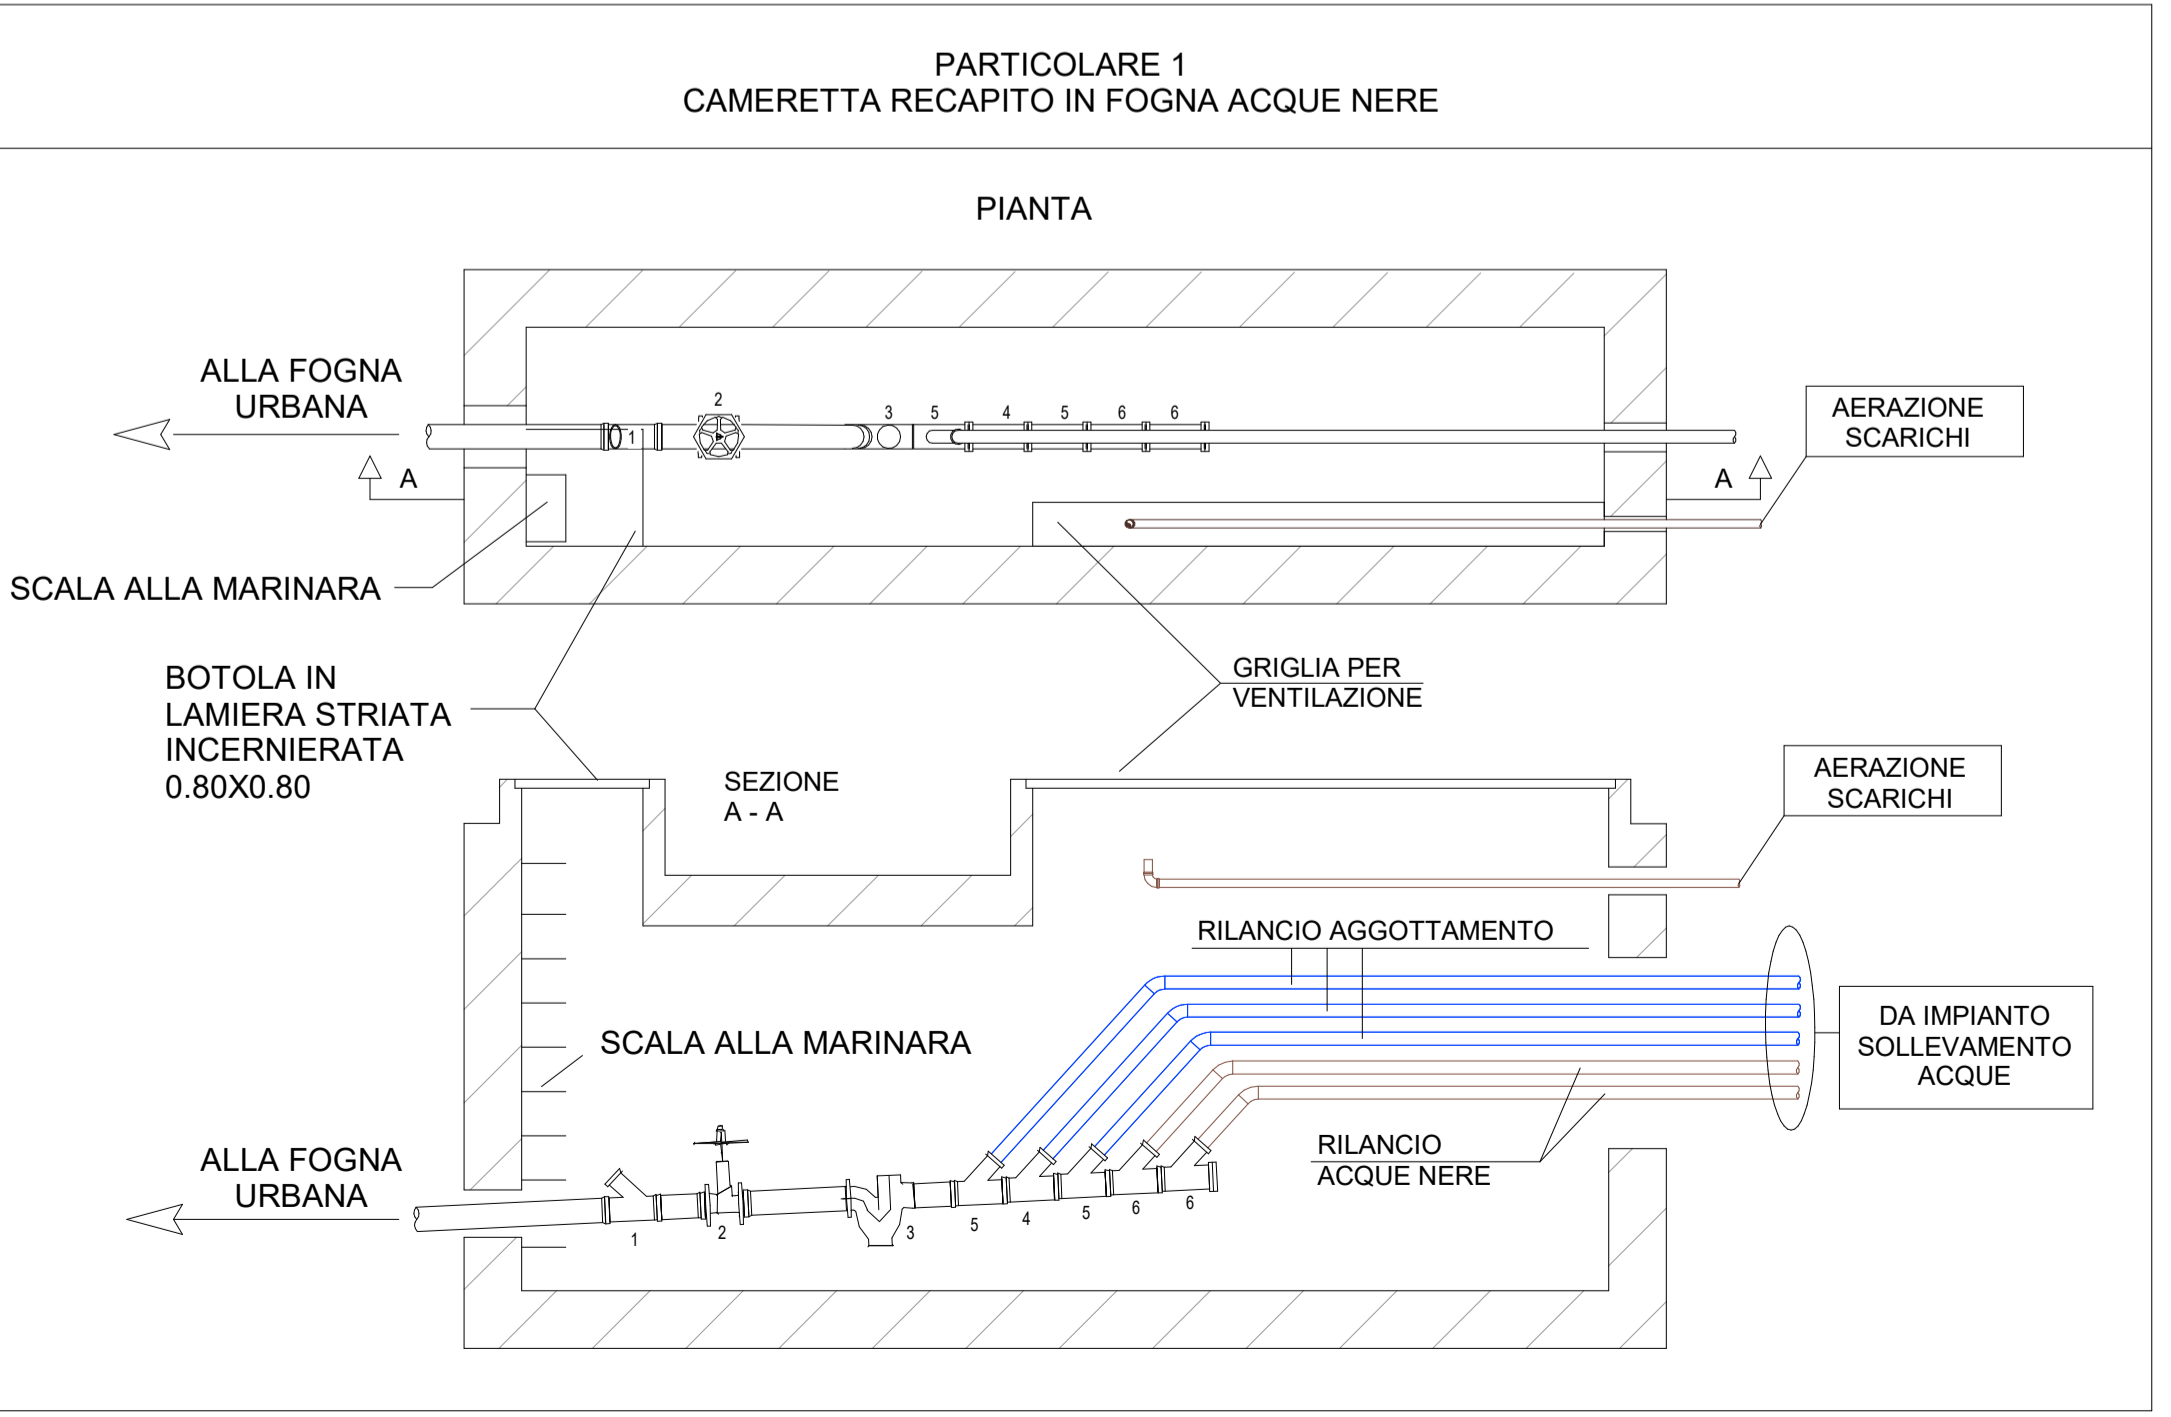 PARTICOLARE 1
CAMERETTA RECAPITO IN FOGNA ACQUE NERE
PIANTA
ALLA FOGNA
URBANA
A
1
2
3
5
4
5
6
6
A
AERAZIONE
SCARICHI
SCALA ALLA MARINARA
BOTOLA IN
LAMIERA STRIATA
INCERNIERATA
0.80X0.80
GRIGLIA PER
VENTILAZIONE
SEZIONE
A - A
AERAZIONE
SCARICHI
RILANCIO AGGOTTAMENTO
SCALA ALLA MARINARA
DA IMPIANTO
SOLLEVAMENTO
ACQUE
ALLA FOGNA
URBANA
RILANCIO
ACQUE NERE
1
2
3
5
4
5
6
6